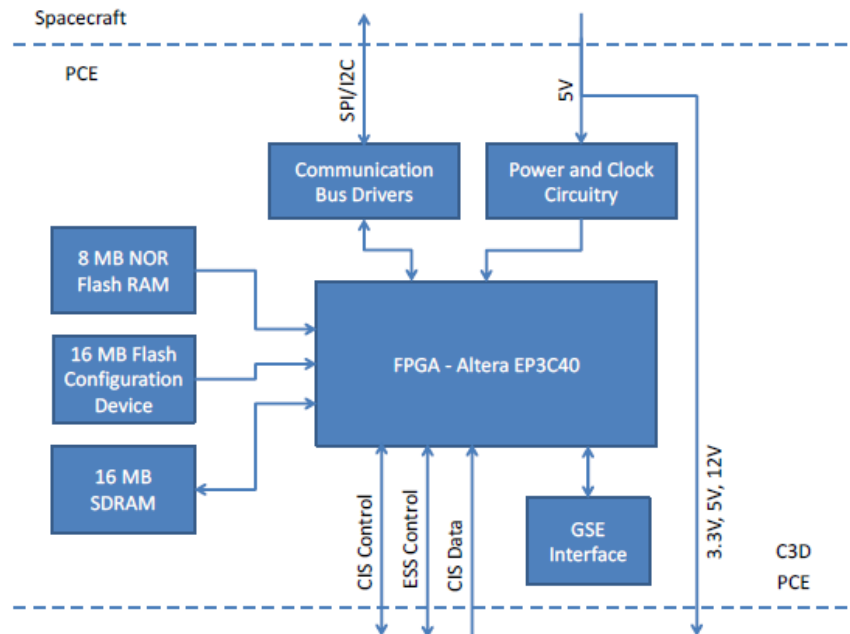 Spacecraft
PCE
SPI/I2C
5V
Communication
Bus Drivers
Power and Clock
Circuitry
8 MB NOR
Flash RAM
16 MB Flash
Configuration
Device
FPGA - Altera EP3C40
16 MB
SDRAM
CIS Control
ESS Control
CIS Data
GSE
Interface
3.3V, 5V, 12V
C3D
PCE